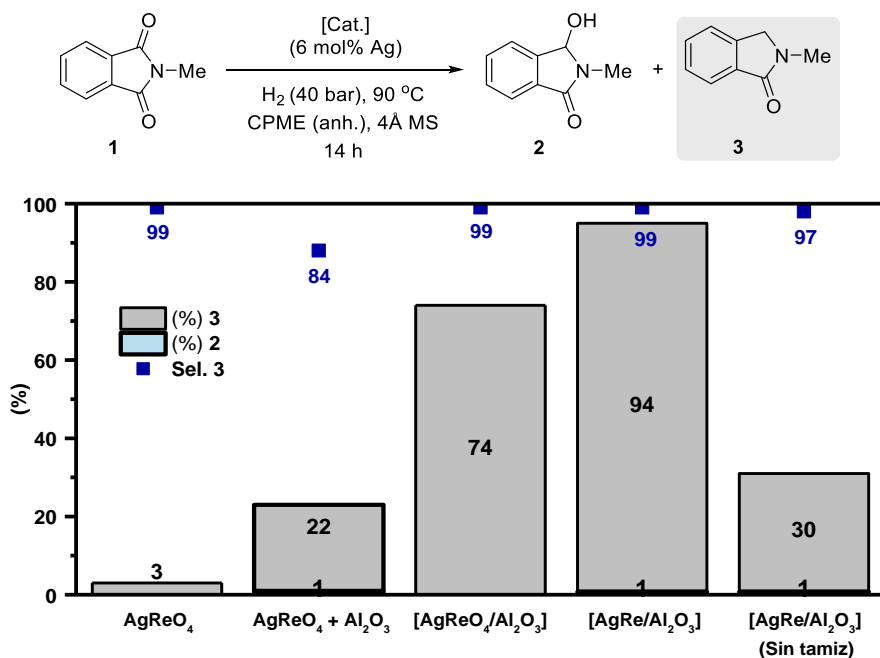 O
N
Me
O
1
[Cat.]
(6 mol% Ag)
H₂ (40 bar), 90 °C
CPME (anh.), 4Å MS
14 h
OH
N
Me
O
2
+
N
Me
O
3
100
80
60
40
20
0
(%)
99
84
99
99
97
(%) 3
(%) 2
Sel. 3
3
22
1
74
94
1
30
1
AgReO₄
AgReO₄ + Al₂O₃
[AgReO₄/Al₂O₃]
[AgRe/Al₂O₃]
[AgRe/Al₂O₃]
(Sin tamiz)